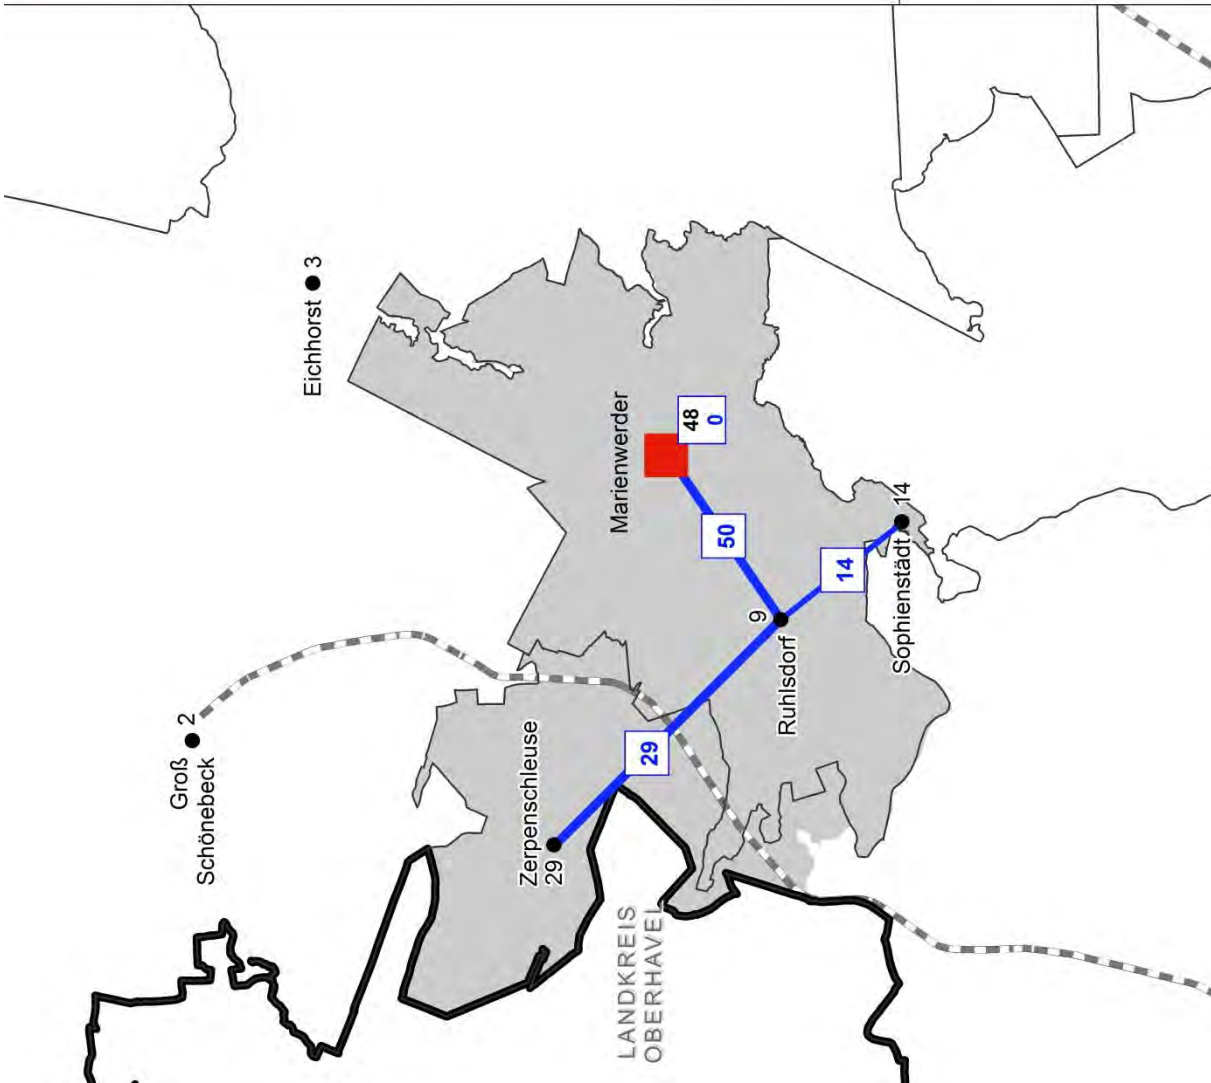 Groß
Schönebeck
2
Eichhorst
3
Zerpenschleuse
29
29
Marienwerder
48
0
50
9
Ruhlsdorf
14
Sophienstädt
14
LANDKREIS
OBERHAVEL